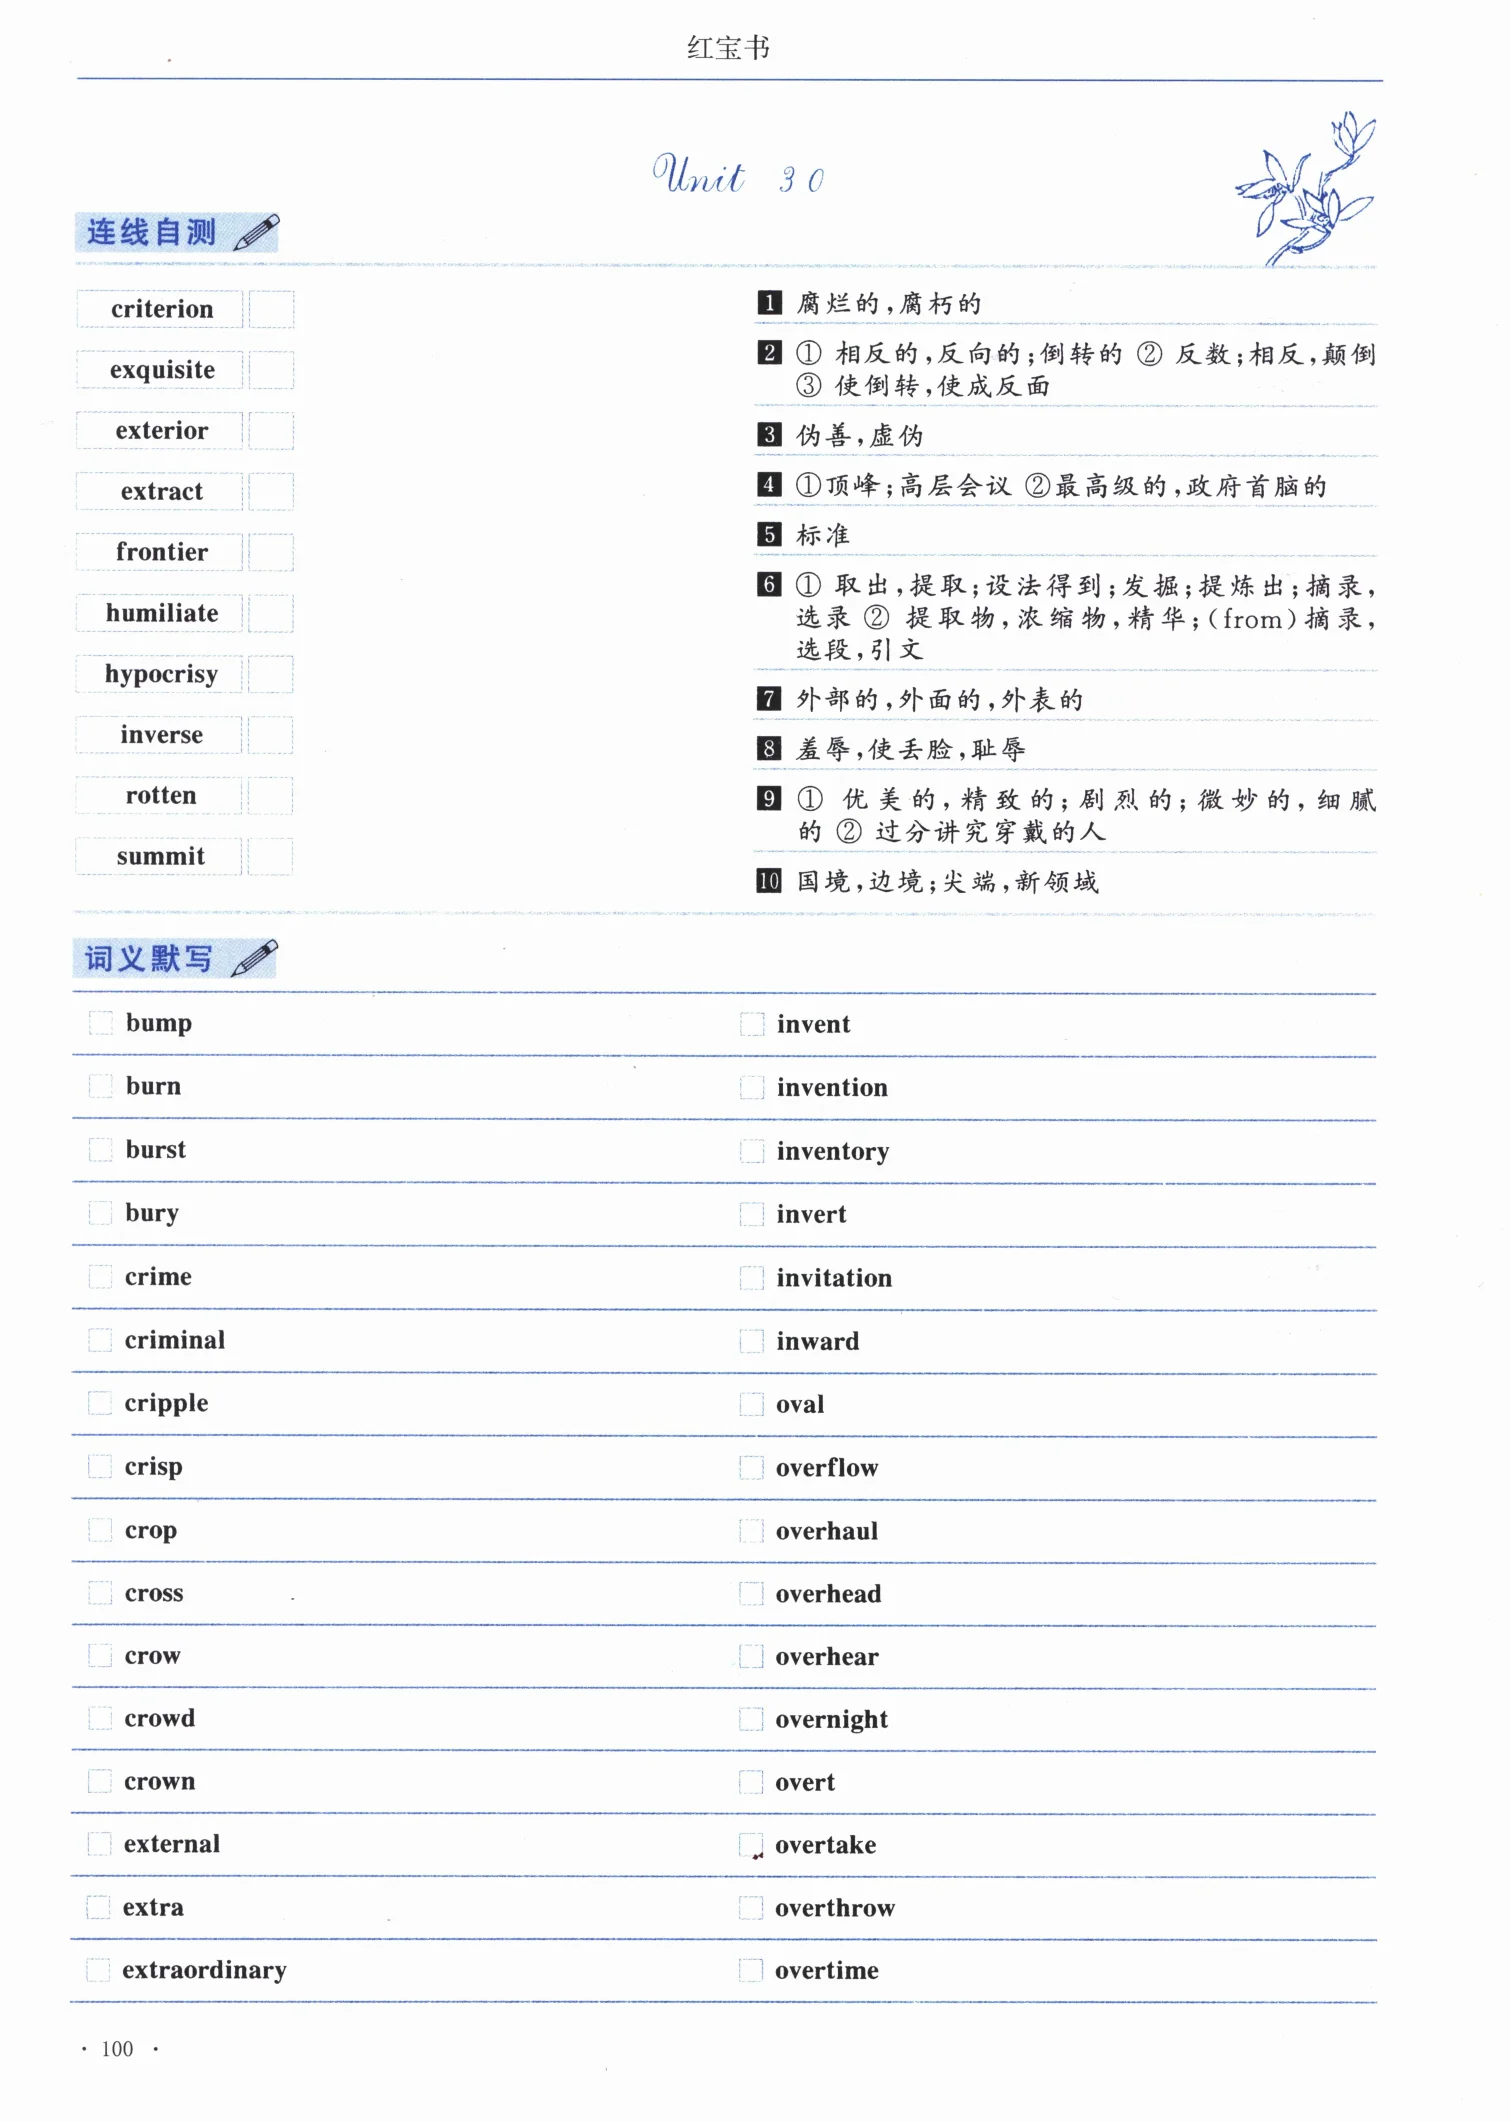 红宝书
Unit 30
连线自测
criterion
exquisite
exterior
extract
frontier
humiliate
hypocrisy
inverse
rotten
summit
1 腐烂的,腐朽的
2 ① 相反的,反向的;倒转的 ② 反数;相反,颠倒
③ 使倒转,使成反面
3 伪善,虚伪
4 ①顶峰;高层会议 ②最高级的,政府首脑的
5 标准
6 ① 取出,提取;设法得到;发掘;提炼出;摘录,
选录 ② 提取物,浓缩物,精华;(from)摘录,
选段,引文
7 外部的,外面的,外表的
8 羞辱,使丢脸,耻辱
9 ① 优美的,精致的;剧烈的;微妙的,细腻
的 ② 过分讲究穿戴的人
10 国境,边境;尖端,新领域
词义默写
bump
burn
burst
bury
crime
criminal
cripple
crisp
crop
cross
crow
crowd
crown
external
extra
extraordinary
invent
invention
inventory
invert
invitation
inward
oval
overflow
overhaul
overhead
overhear
overnight
overt
overtake
overthrow
overtime
· 100 ·